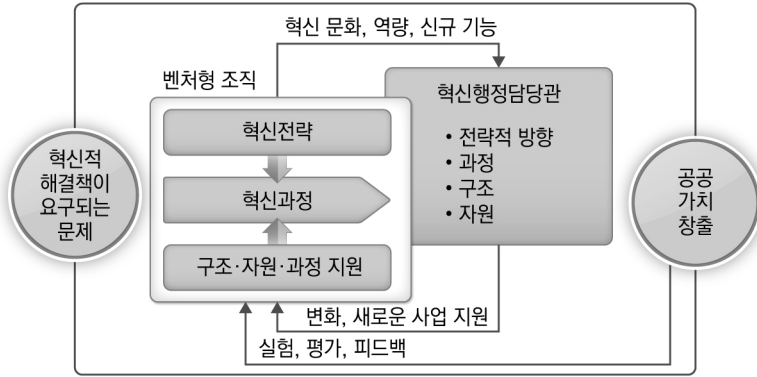 혁신 문화, 역량, 신규 기능
벤처형 조직
혁신행정담당관
혁신전략
• 전략적 방향
• 과정
• 구조
• 자원
혁신적
해결책이
요구되는
문제
혁신과정
공공
가치
창출
구조·자원·과정 지원
변화, 새로운 사업 지원
실험, 평가, 피드백